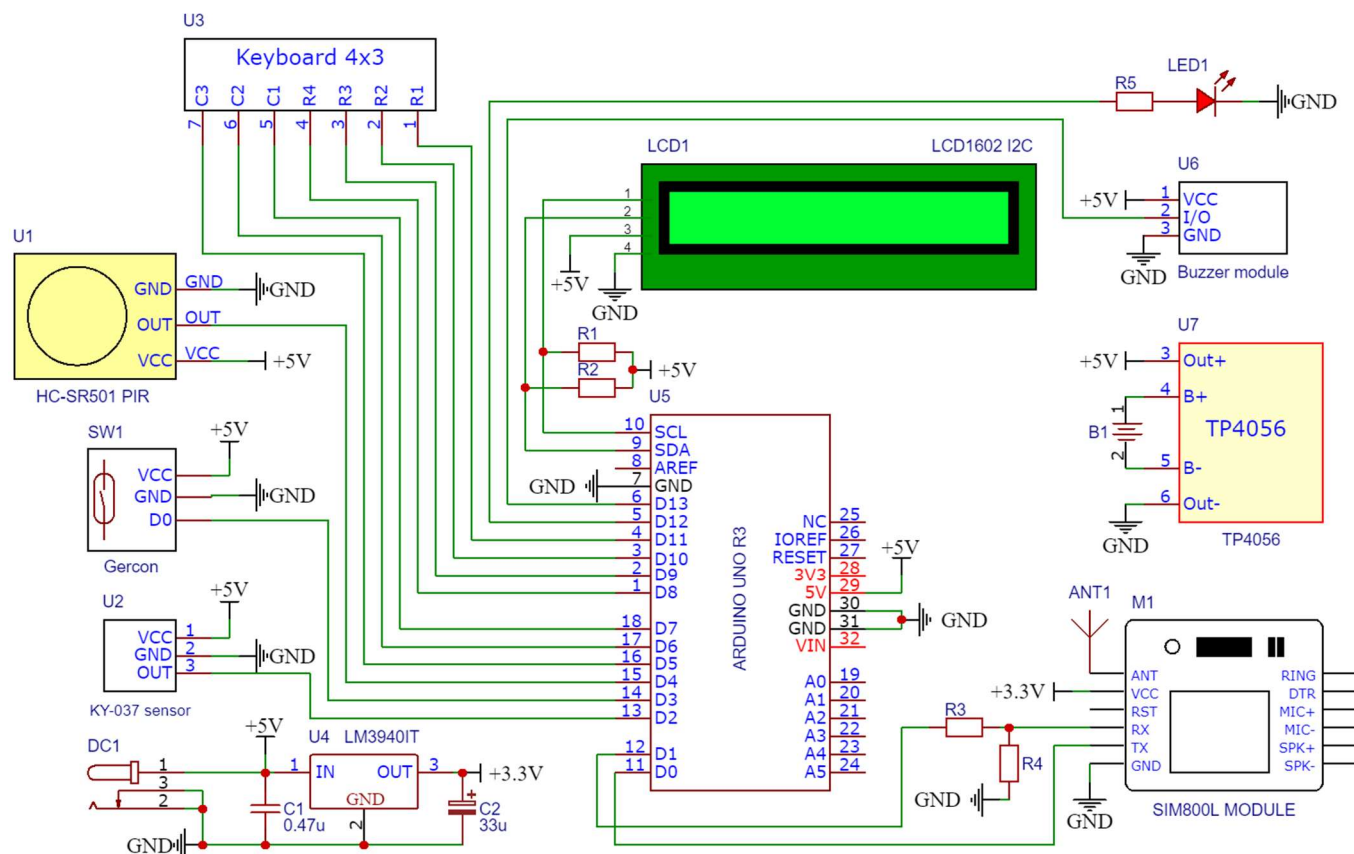 U3
Keyboard 4x3
C3 C2 C1 R4 R3 R2 R1
7 6 5 4 3 2 1
LED1
R5
GND
LCD1
LCD1602 I2C
1
2
3
4
+5V
GND
U6
+5V
1 VCC
2 I/O
3 GND
GND
Buzzer module
U1
GND GND GND
OUT OUT
VCC VCC +5V
HC-SR501 PIR
R1
R2
+5V
U7
+5V 3 Out+
4 B+
1
B1
2
TP4056
5 B-
6 Out-
GND
TP4056
SW1
+5V
VCC
GND GND
D0
Gercon
U2
+5V
VCC 1
GND 2 GND
OUT 3
KY-037 sensor
U5
ARDUINO UNO R3
10 SCL
9 SDA
8 AREF
GND 7 GND
6 D13
5 D12
4 D11
3 D10
2 D9
1 D8
18 D7
17 D6
16 D5
15 D4
14 D3
13 D2
12 D1
11 D0
NC 25
IOREF 26
RESET 27
+5V
3V3 28
5V 29
GND 30
GND 31
GND
VIN 32
A0 19
A1 20
A2 21
A3 22
A4 23
A5 24
DC1
1
3
2
+5V
U4 LM3940IT
1 IN OUT 3
GND
2
+3.3V
C1
0.47u
C2
33u
+
GND
R3
R4
GND
ANT1
M1
ANT
+3.3V VCC
RST
RX
TX
GND
GND
RING
DTR
MIC+
MIC-
SPK+
SPK-
SIM800L MODULE